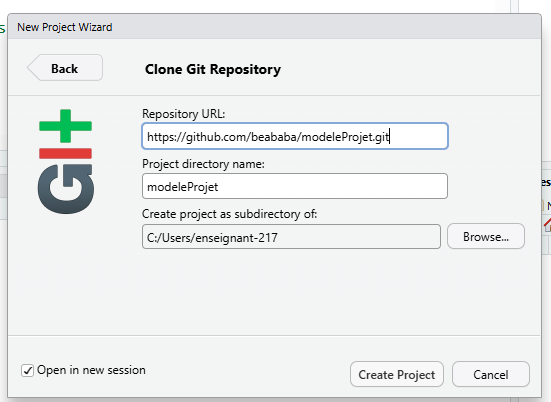 New Project Wizard
Back
Clone Git Repository
Repository URL:
https://github.com/beababa/modeleProjet.git
Project directory name:
modeleProjet
Create project as subdirectory of:
C:/Users/enseignant-217
Browse...
Git
Open in new session
Create Project
Cancel